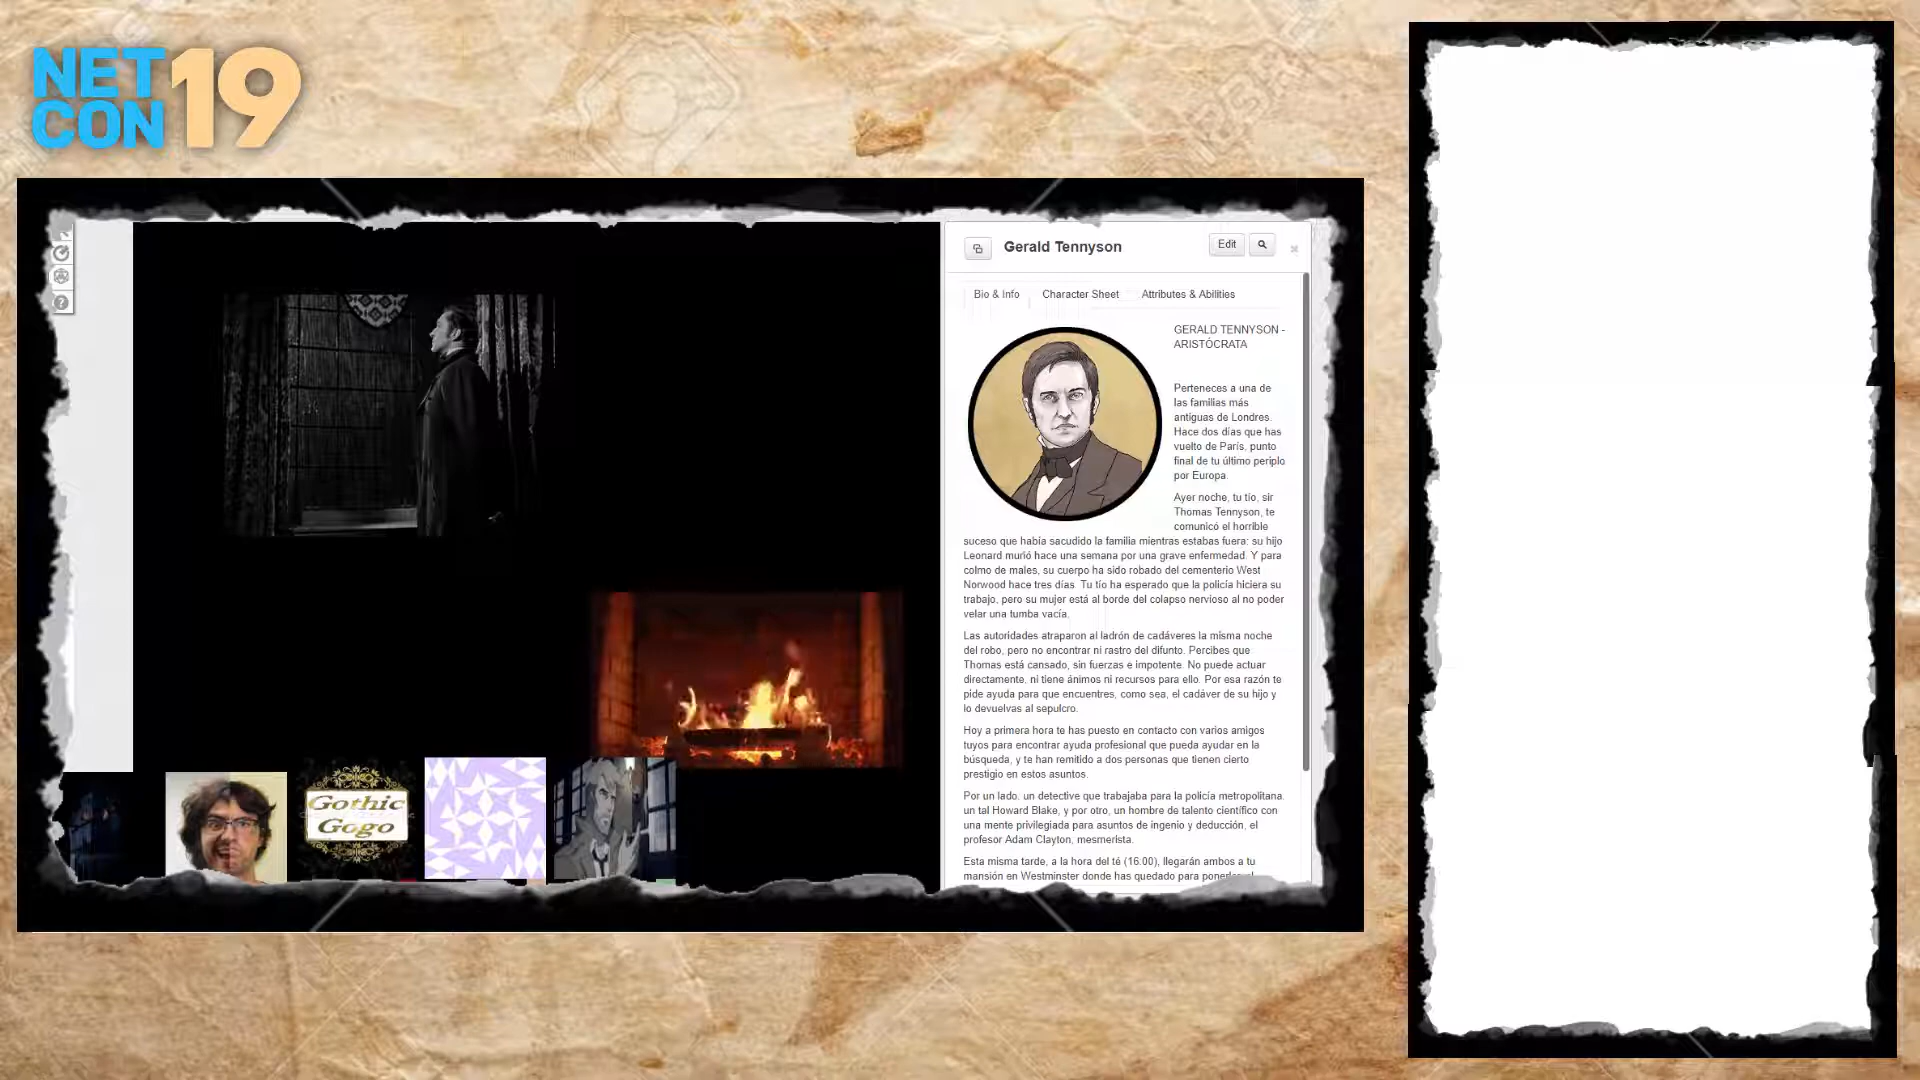 NET
CON 19
Gerald Tennyson
Edit
Bio & Info
Character Sheet
Attributes & Abilities
GERALD TENNYSON -
ARISTÓCRATA
Perteneces a una de
las familias más
antiguas de Londres.
Hace dos días que has
vuelto de París, punto
final de tu último periplo
por Europa.
Ayer noche, tu tío, sir
Thomas Tennyson, te
comunicó el horrible
suceso que había sacudido la familia mientras estabas fuera: su hijo
Leonard murió hace una semana por una grave enfermedad. Y para
colmo de males, su cuerpo ha sido robado del cementerio West
Norwood hace tres días. Tu tío ha esperado que la policía hiciera su
trabajo, pero su mujer está al borde del colapso nervioso al no poder
velar una tumba vacía.
Las autoridades atraparon al ladrón de cadáveres la misma noche
del robo, pero no encontrar ni rastro del difunto. Percibes que
Thomas está cansado, sin fuerzas e impotente. No puede actuar
directamente, ni tiene ánimos ni recursos para ello. Por esa razón te
pide ayuda para que encuentres, como sea, el cadáver de su hijo y
lo devuelvas al sepulcro.
Hoy a primera hora te has puesto en contacto con varios amigos
tuyos para encontrar ayuda profesional que pueda ayudar en la
búsqueda, y te han remitido a dos personas que tienen cierto
prestigio en estos asuntos.
Por un lado, un detective que trabajaba para la policía metropolitana,
un tal Howard Blake, y por otro, un hombre de talento científico con
una mente privilegiada para asuntos de ingenio y deducción, el
profesor Adam Clayton, mesmerista.
Esta misma tarde, a la hora del té (16:00), llegarán ambos a tu
mansión en Westminster donde has quedado para
Gothic
Gogo